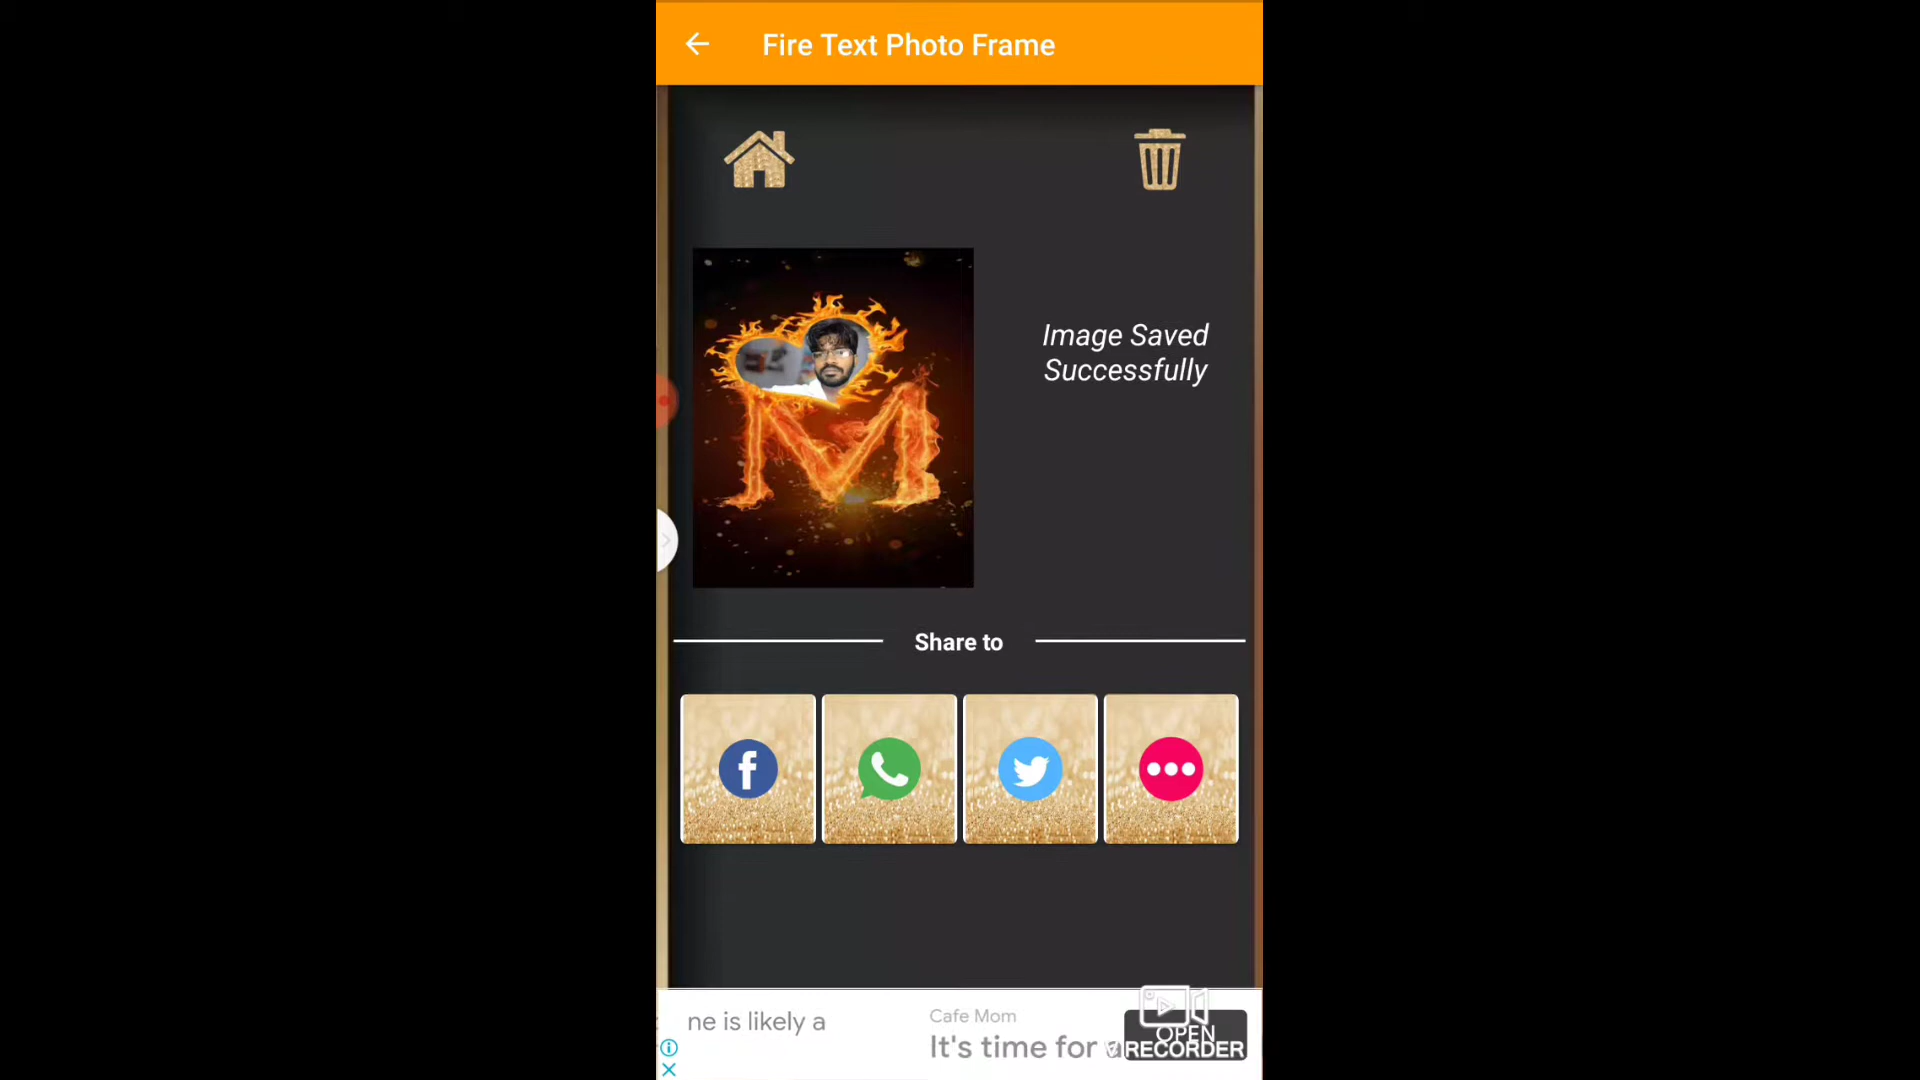 Fire Text Photo Frame
M
Image Saved
Successfully
Share to
ne is likely a
Cafe Mom
It's time for
OPEN
RECORDER